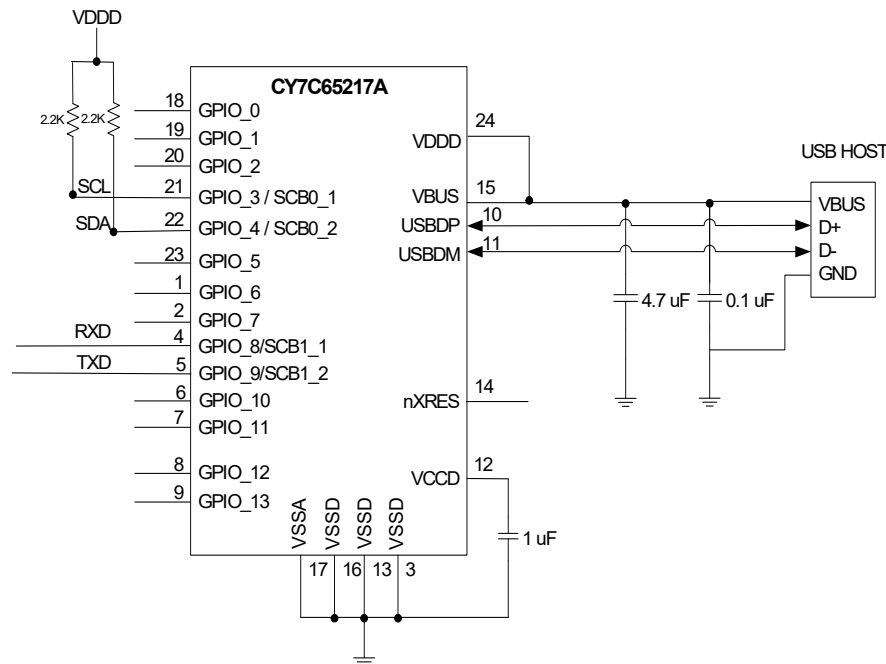 VDDD
CY7C65217A
2.2K
2.2K
18 GPIO_0
19 GPIO_1
20 GPIO_2
SCL 21 GPIO_3 / SCB0_1
SDA 22 GPIO_4 / SCB0_2
23 GPIO_5
1 GPIO_6
2 GPIO_7
RXD 4 GPIO_8/SCB1_1
TXD 5 GPIO_9/SCB1_2
6 GPIO_10
7 GPIO_11
8 GPIO_12
9 GPIO_13
VDDD 24
VBUS 15
USBDP 10
USBDM 11
nXRES 14
VCCD 12
VSSA
VSSD
VSSD
VSSD
17
16
13
3
1 uF
4.7 uF
0.1 uF
USB HOST
VBUS
D+
D-
GND